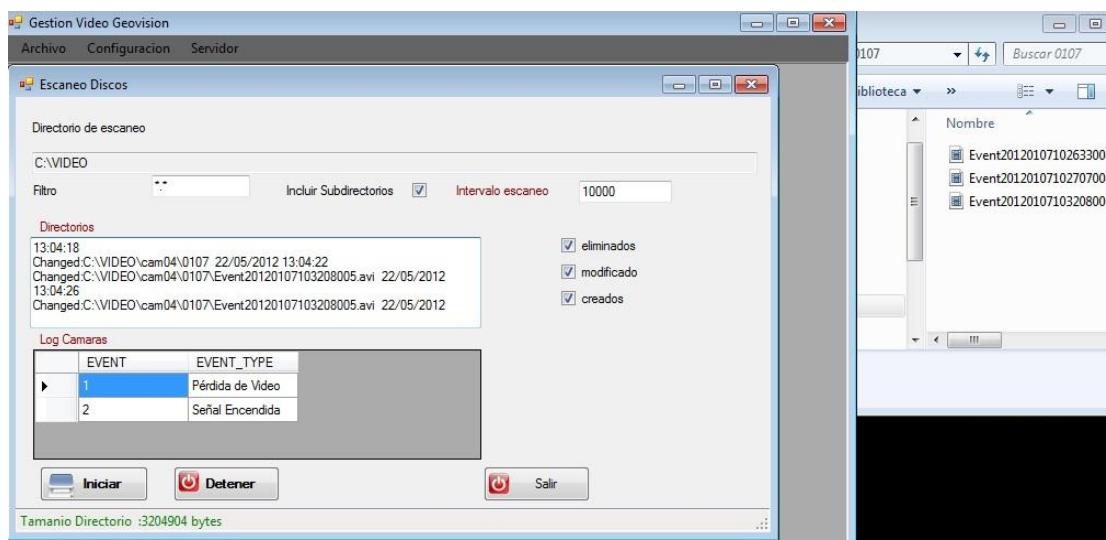 Gestion Video Geovision
Archivo Configuracion Servidor
Escaneo Discos
Directorio de escaneo
C:\VIDEO
Filtro *.* Incluir Subdirectorios Intervalo escaneo 10000
Directorios
13:04:18
Changed:C:\VIDEO\cam04\0107 22/05/2012 13:04:22
Changed:C:\VIDEO\cam04\0107\Event20120107103208005.avi 22/05/2012
13:04:26
Changed:C:\VIDEO\cam04\0107\Event20120107103208005.avi 22/05/2012
eliminados
modificado
creados
Log Camaras
EVENT EVENT_TYPE
1 Pérdida de Video
2 Señal Encendida
Iniciar Detener Salir
Tamanio Directorio :3204904 bytes
0107 Buscar 0107
iblioteca »
Nombre
Event2012010710263300
Event2012010710270700
Event2012010710320800